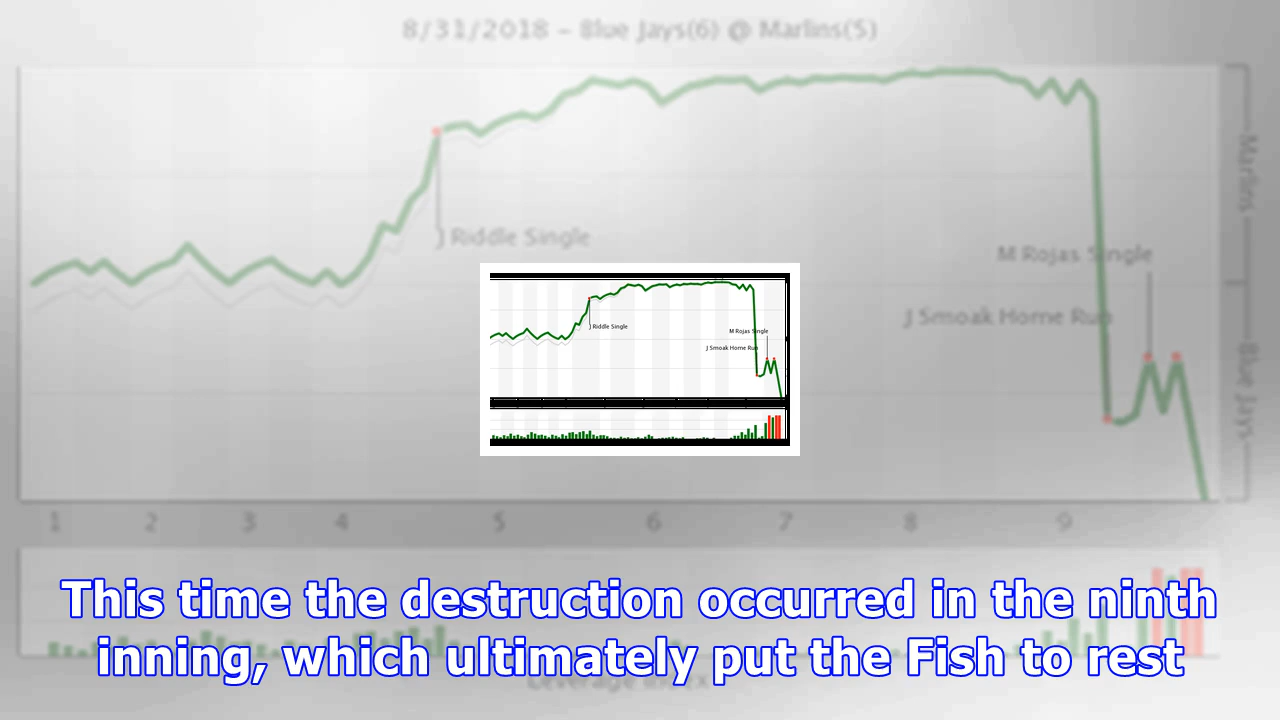 8/31/2018 – Blue Jays(6) @ Marlins(5)
Marlins
J Riddle Single
M Rojas Single
J Smoak Home Run
Blue Jays
J Riddle Single
M Rojas Single
J Smoak Home Run
1 2 3 4 5 6 7 8 9
This time the destruction occurred in the ninth
inning, which ultimately put the Fish to rest
Leverage Index